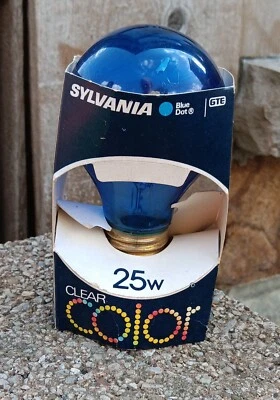 SYLVANIA Blue Dot® GTE
25W
CLEAR
color